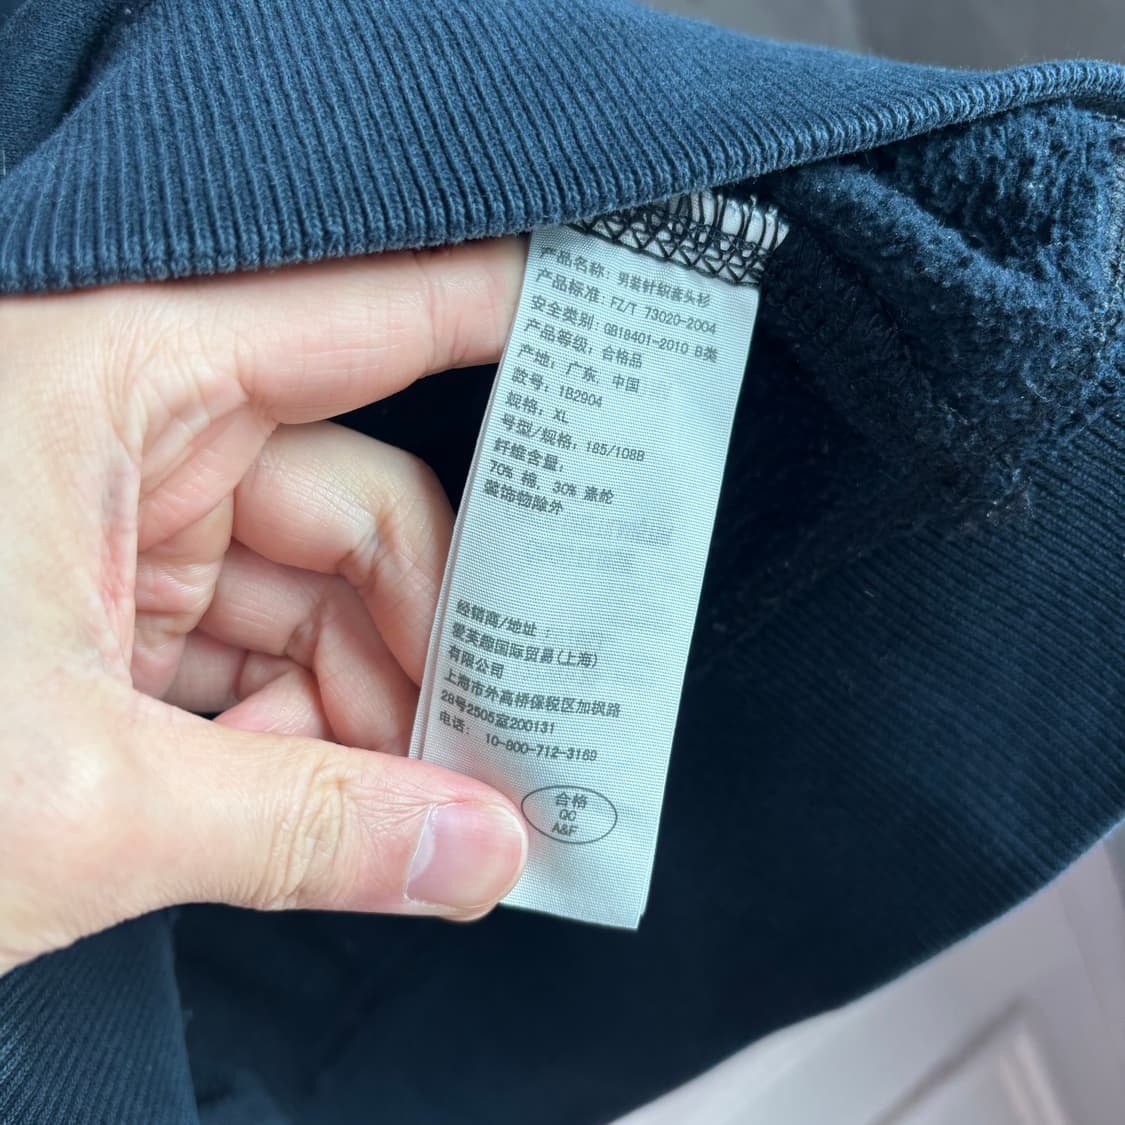 产品名称: 男装针织套头衫
产品标准: FZ/T 73020-2004
安全类别: GB18401-2010 B类
产品等级: 合格品
产地: 广东, 中国
款号: 1B2904
规格: XL
号型/规格: 185/108B
纤维含量:
70% 棉, 30% 涤纶
装饰物除外
经销商/地址:
爱芙趣国际贸易(上海)
有限公司
上海市外高桥保税区加枫路
28号2505室200131
电话: 10-800-712-3169
合格
QC
A&F